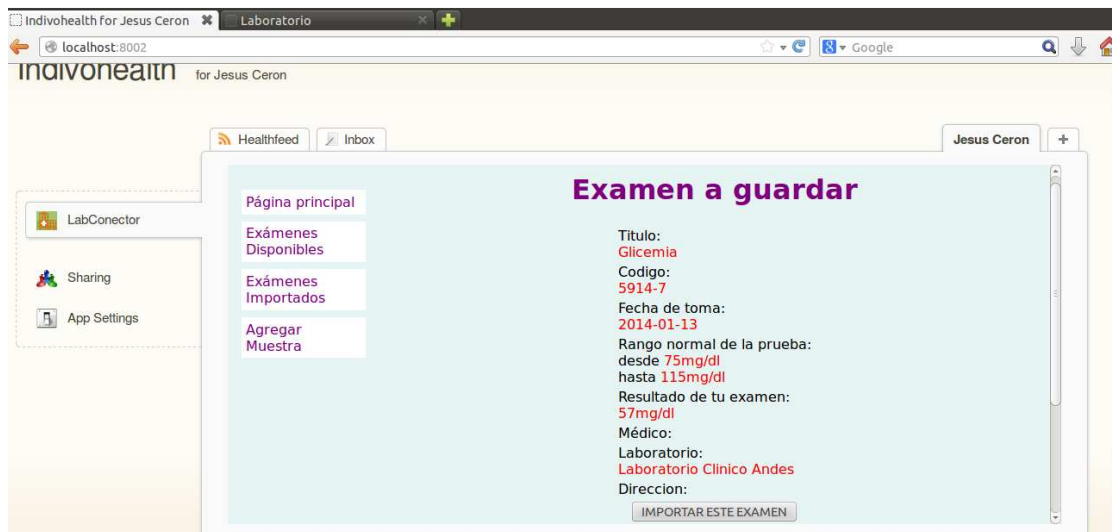 Indivohealth for Jesus Ceron
Laboratorio
localhost:8002
Google
Indivohealth for Jesus Ceron
Healthfeed
Inbox
Jesus Ceron
LabConector
Sharing
App Settings
Página principal
Exámenes
Disponibles
Exámenes
Importados
Agregar
Muestra
Examen a guardar
Titulo:
Glicemia
Codigo:
5914-7
Fecha de toma:
2014-01-13
Rango normal de la prueba:
desde 75mg/dl
hasta 115mg/dl
Resultado de tu examen:
57mg/dl
Médico:
Laboratorio:
Laboratorio Clinico Andes
Direccion:
IMPORTAR ESTE EXAMEN